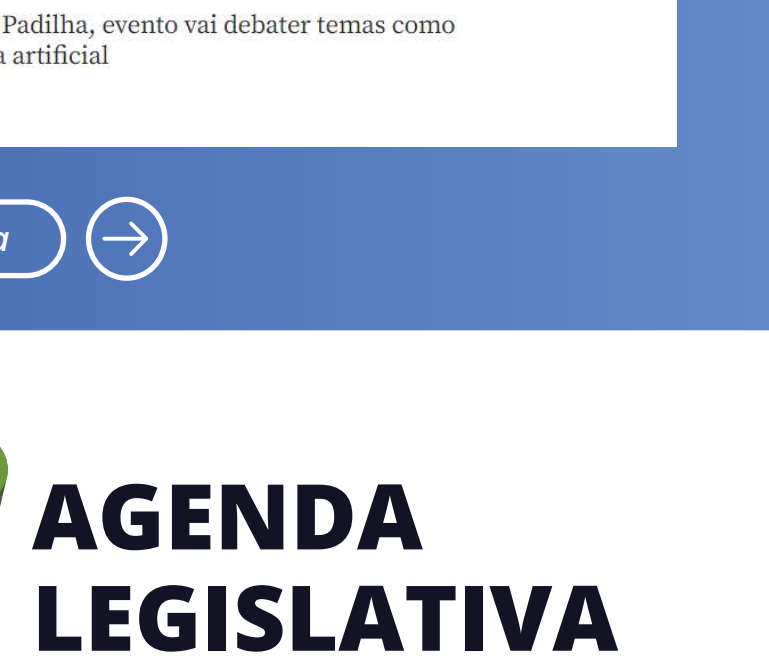 Padilha, evento vai debater temas como
a artificial
a
AGENDA
LEGISLATIVA